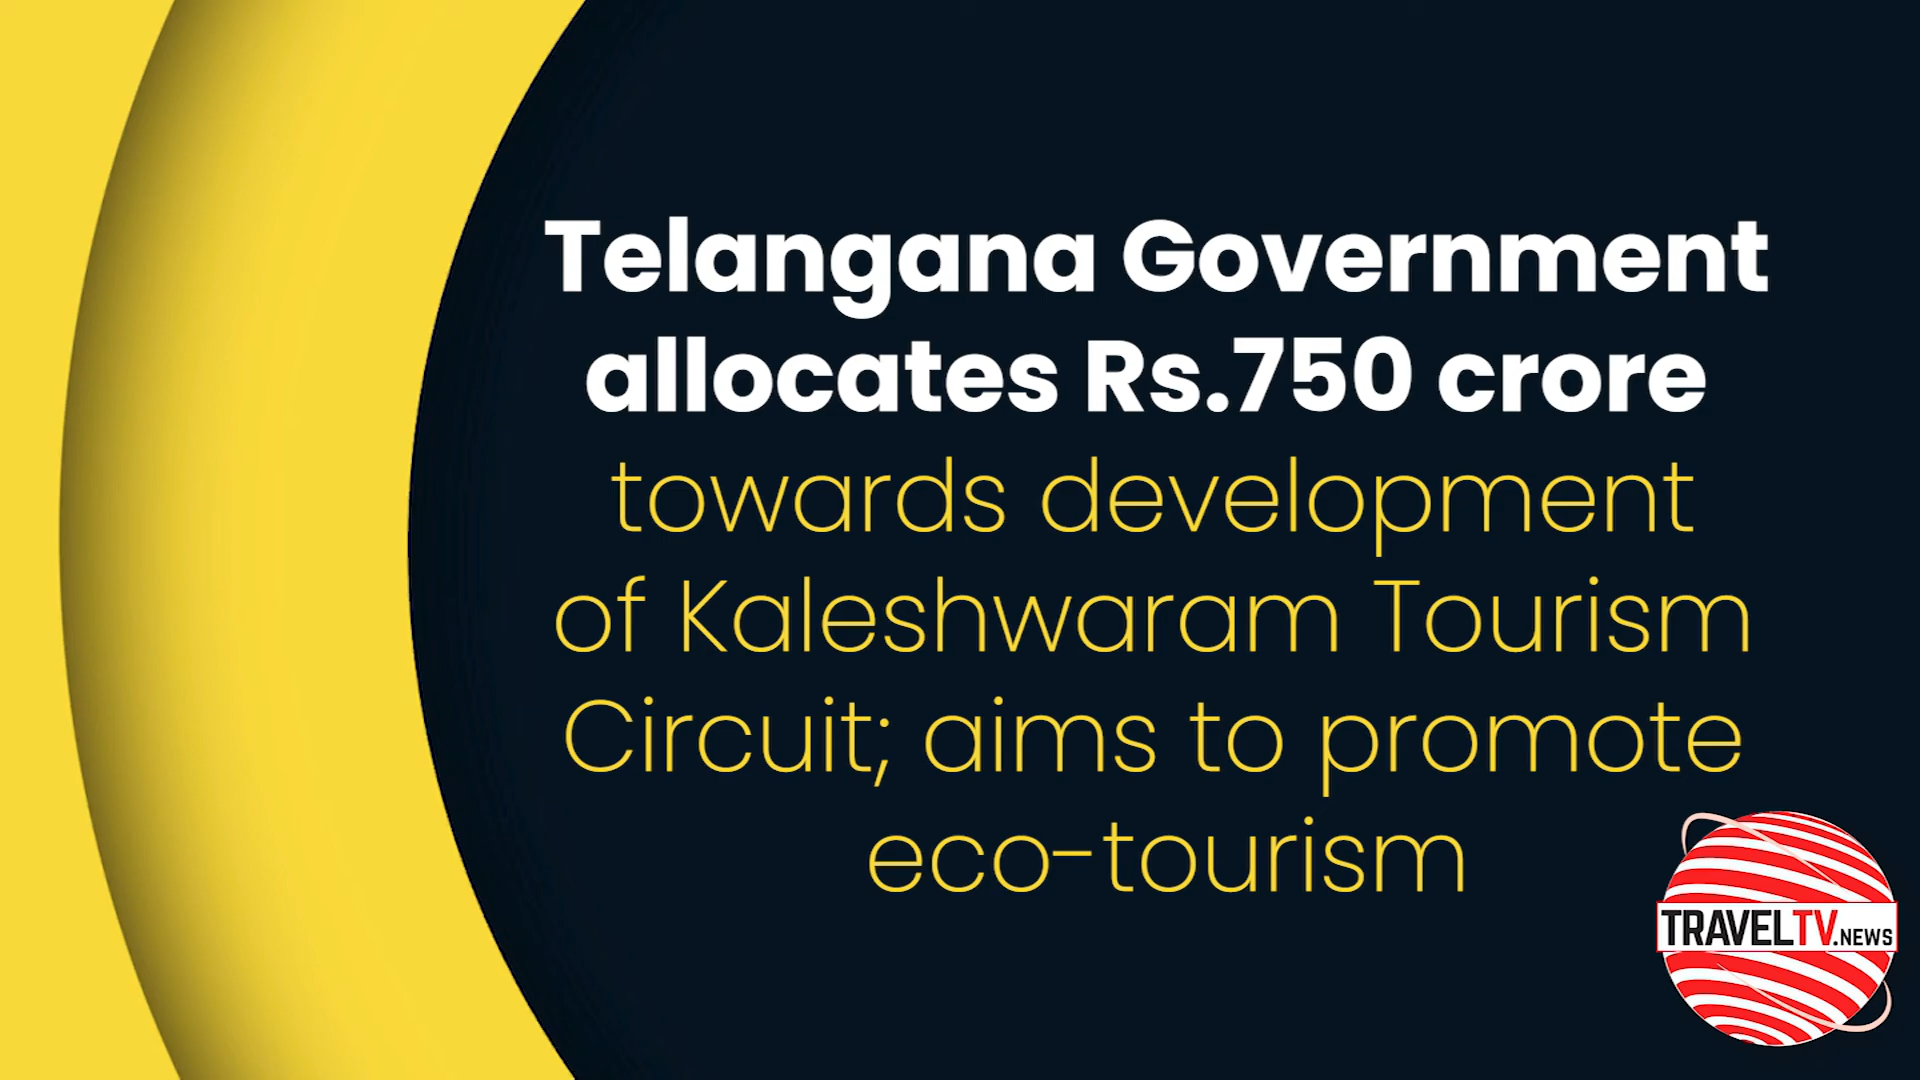 Telangana Government
allocates Rs.750 crore
towards development
of Kaleshwaram Tourism
Circuit; aims to promote
eco-tourism
TRAVELTV.NEWS